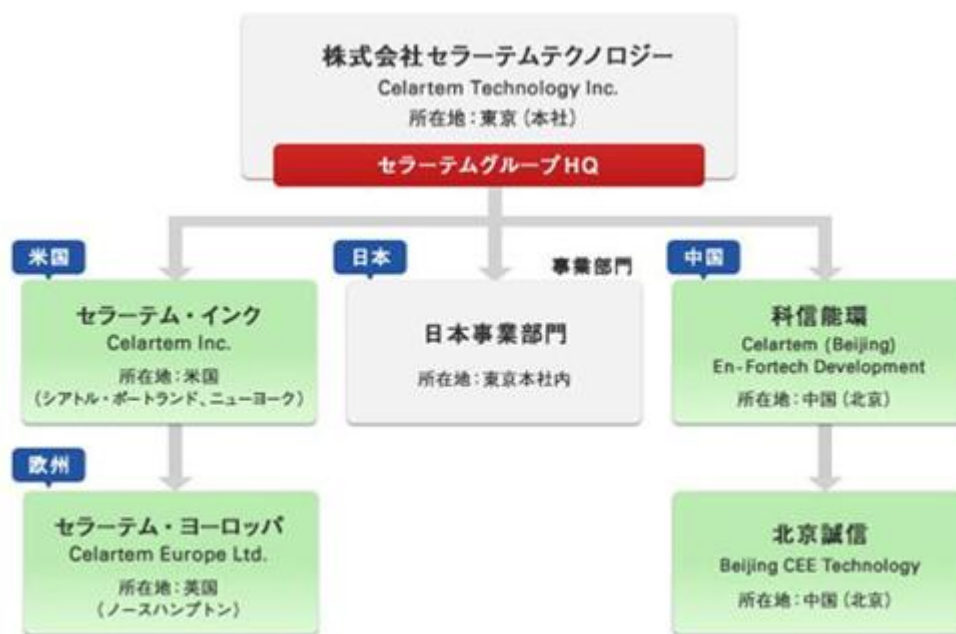 株式会社セラーテムテクノロジー
Celartem Technology Inc.
所在地：東京（本社）
セラーテムグループHQ
米国
セラーテム・インク
Celartem Inc.
所在地：米国
（シアトル・ポートランド、ニューヨーク）
日本
事業部門
日本事業部門
所在地：東京本社内
中国
科信能環
Celartem (Beijing)
En-Fortech Development
所在地：中国（北京）
欧州
セラーテム・ヨーロッパ
Celartem Europe Ltd.
所在地：英国
（ノースハンプトン）
北京誠信
Beijing CEE Technology
所在地：中国（北京）